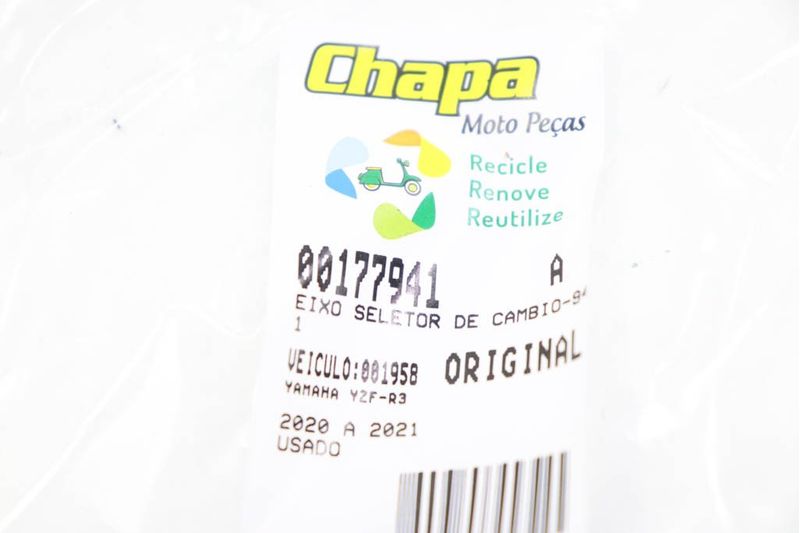 Chapa
Moto Peças
Recicle
Renove
Reutilize
00177941 A
EIXO SELETOR DE CAMBIO-94
1
VEICULO:001958 ORIGINAL
YAMAHA YZF-R3
2020 A 2021
USADO